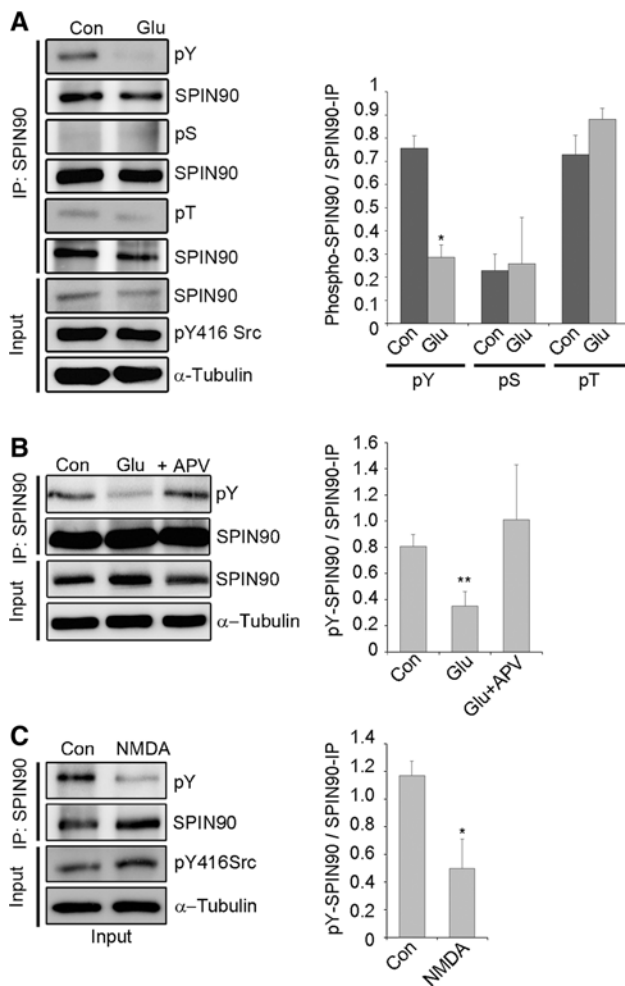 A
Con Glu
IP: SPIN90
pY
SPIN90
pS
SPIN90
pT
SPIN90
Input
SPIN90
pY416 Src
α-Tubulin
Phospho-SPIN90 / SPIN90-IP
1
0.9
0.8
0.7
0.6
0.5
0.4
0.3
0.2
0.1
0
*
Con Glu Con Glu Con Glu
pY pS pT
B
Con Glu + APV
IP: SPIN90
pY
SPIN90
Input
SPIN90
α–Tubulin
pY-SPIN90 / SPIN90-IP
1.6
1.4
1.2
1.0
0.8
0.6
0.4
0.2
0
**
Con Glu Glu+APV
C
Con NMDA
IP: SPIN90
pY
SPIN90
Input
pY416Src
α–Tubulin
Input
pY-SPIN90 / SPIN90-IP
1.4
1.2
1.0
0.8
0.6
0.4
0.2
0
*
Con NMDA